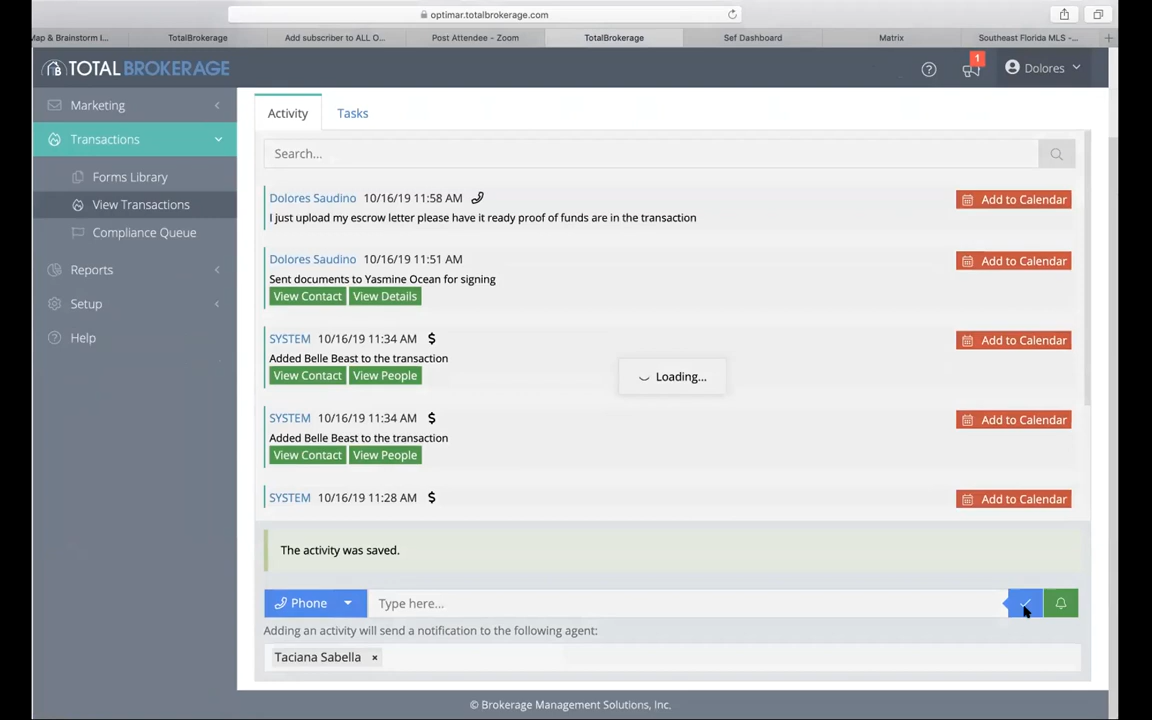 optimar.totalbrokerage.com
Map & Brainstorm I... TotalBrokerage Add subscriber to ALL O... Post Attendee - Zoom TotalBrokerage Sef Dashboard Matrix Southeast Florida MLS -... +
TOTAL BROKERAGE
1
Dolores
Marketing
Transactions
Forms Library
View Transactions
Compliance Queue
Reports
Setup
Help
Activity Tasks
Search...
Dolores Saudino 10/16/19 11:58 AM
Add to Calendar
I just upload my escrow letter please have it ready proof of funds are in the transaction
Dolores Saudino 10/16/19 11:51 AM
Add to Calendar
Sent documents to Yasmine Ocean for signing
View Contact View Details
SYSTEM 10/16/19 11:34 AM $
Add to Calendar
Added Belle Beast to the transaction
View Contact View People
Loading...
SYSTEM 10/16/19 11:34 AM $
Add to Calendar
Added Belle Beast to the transaction
View Contact View People
SYSTEM 10/16/19 11:28 AM $
Add to Calendar
The activity was saved.
Phone Type here...
Adding an activity will send a notification to the following agent:
Taciana Sabella ×
© Brokerage Management Solutions, Inc.